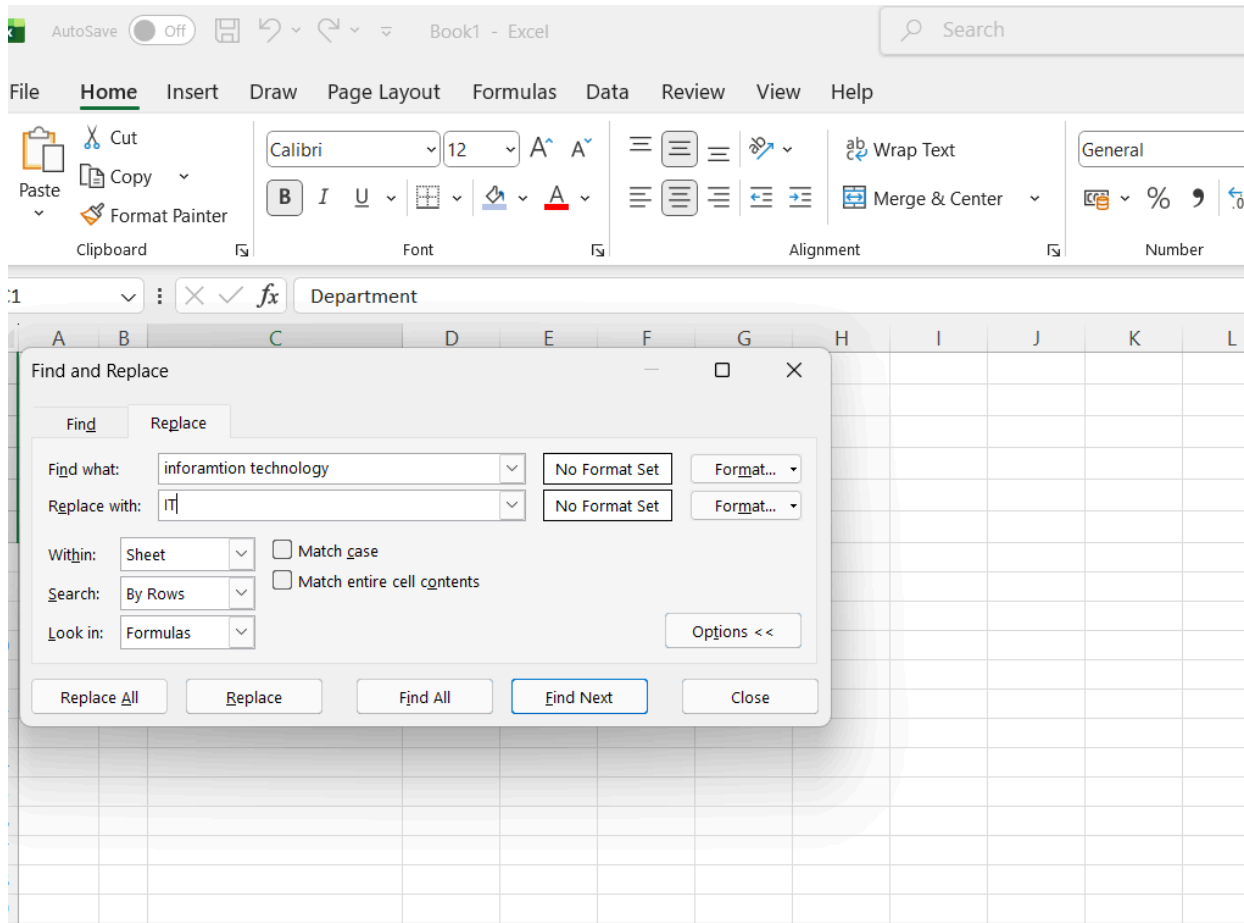 AutoSave Off Book1 - Excel Search
File Home Insert Draw Page Layout Formulas Data Review View Help
Cut
Calibri 12 A A ab Wrap Text General
Paste Copy
B I U A Merge & Center % 9
Format Painter
Clipboard Font Alignment Number
C1 fx Department
A B C D E F G H I J K L
Find and Replace
Find Replace
Find what: inforamtion technology No Format Set Format...
Replace with: IT No Format Set Format...
Within: Sheet Match case
Match entire cell contents
Search: By Rows
Look in: Formulas Options <<
Replace All Replace Find All Find Next Close